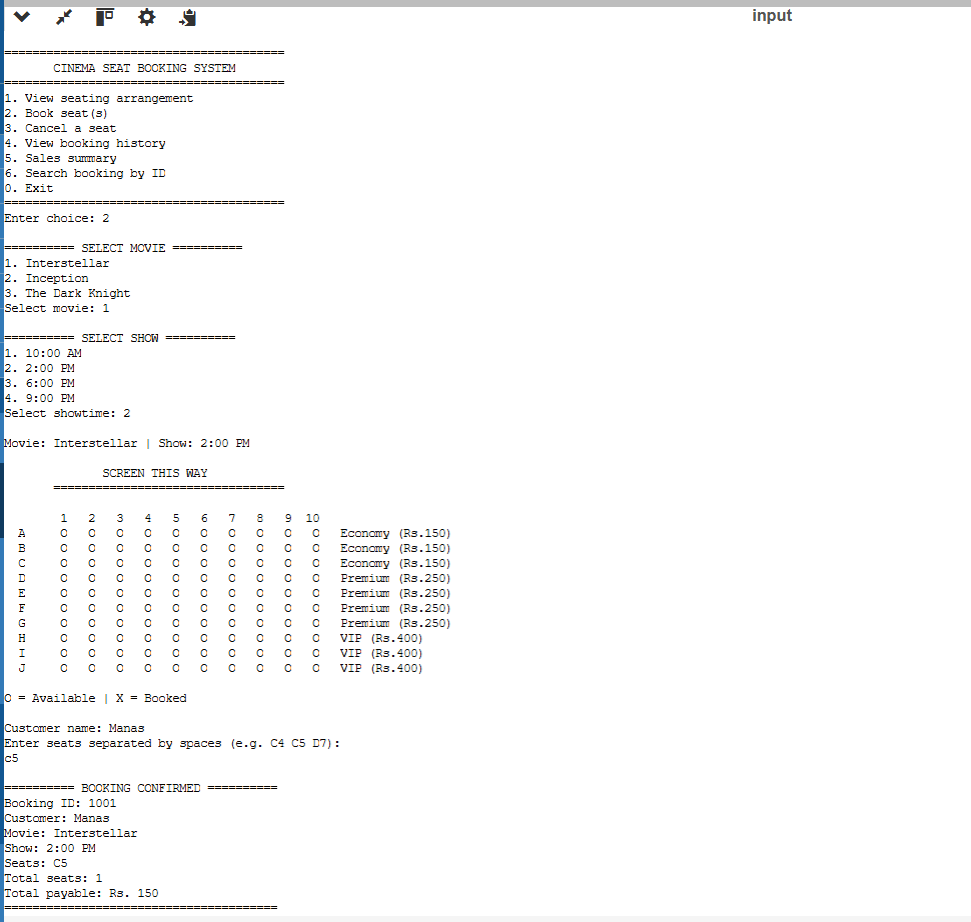 input
========================================
CINEMA SEAT BOOKING SYSTEM
========================================
1. View seating arrangement
2. Book seat(s)
3. Cancel a seat
4. View booking history
5. Sales summary
6. Search booking by ID
0. Exit
========================================
Enter choice: 2
========== SELECT MOVIE ==========
1. Interstellar
2. Inception
3. The Dark Knight
Select movie: 1
========== SELECT SHOW ==========
1. 10:00 AM
2. 2:00 PM
3. 6:00 PM
4. 9:00 PM
Select showtime: 2
Movie: Interstellar | Show: 2:00 PM
SCREEN THIS WAY
=================================
1 2 3 4 5 6 7 8 9 10
A O O O O O O O O O O Economy (Rs.150)
B O O O O O O O O O O Economy (Rs.150)
C O O O O O O O O O O Economy (Rs.150)
D O O O O O O O O O O Premium (Rs.250)
E O O O O O O O O O O Premium (Rs.250)
F O O O O O O O O O O Premium (Rs.250)
G O O O O O O O O O O Premium (Rs.250)
H O O O O O O O O O O VIP (Rs.400)
I O O O O O O O O O O VIP (Rs.400)
J O O O O O O O O O O VIP (Rs.400)
O = Available | X = Booked
Customer name: Manas
Enter seats separated by spaces (e.g. C4 C5 D7):
c5
========== BOOKING CONFIRMED ==========
Booking ID: 1001
Customer: Manas
Movie: Interstellar
Show: 2:00 PM
Seats: C5
Total seats: 1
Total payable: Rs. 150
=======================================